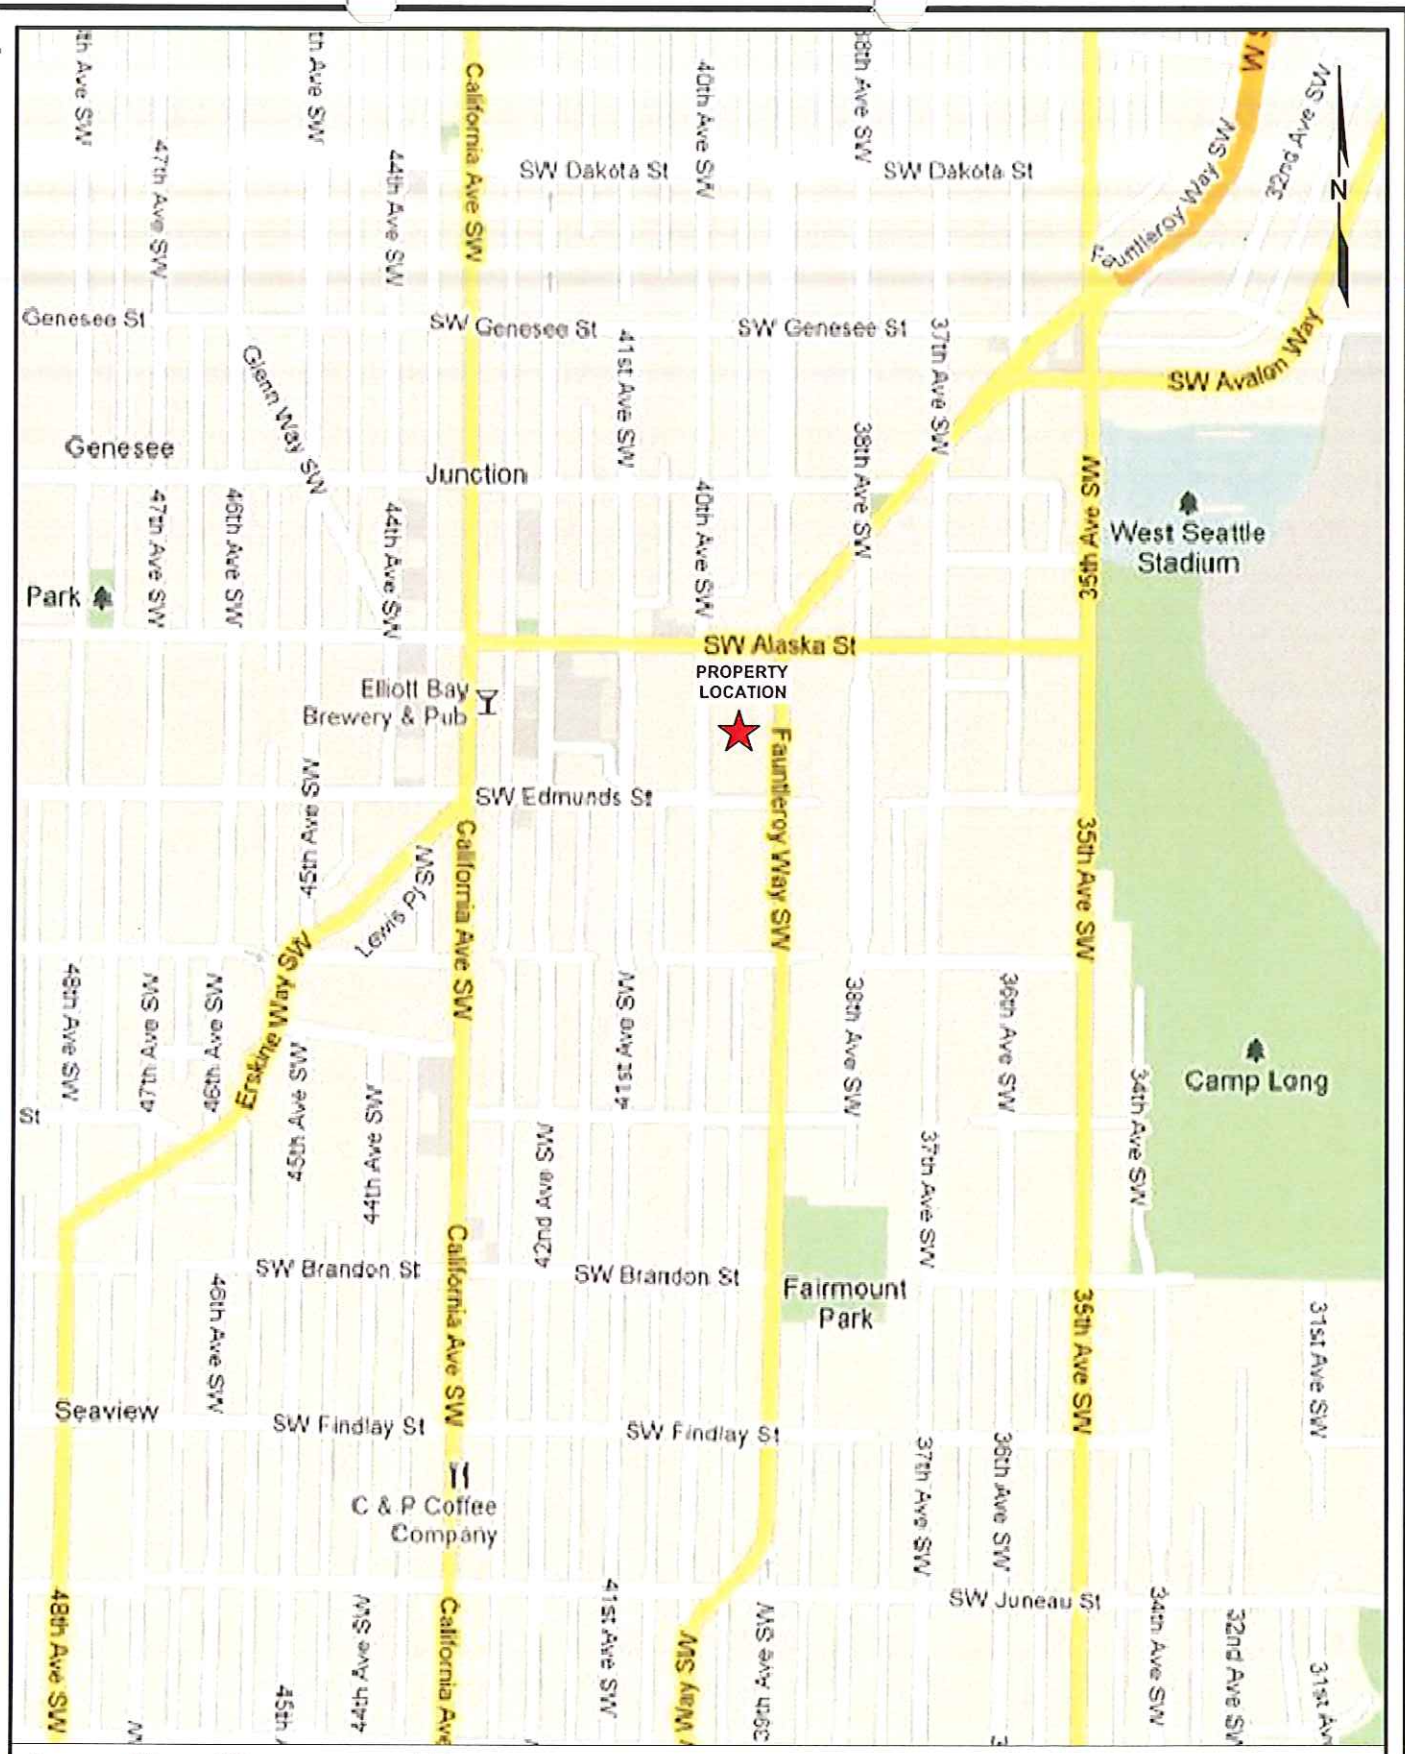 th Ave SW
th Ave SW
California Ave SW
40th Ave SW
38th Ave SW
W S
32nd Ave SW
Fauntleroy Way SW
N
47th Ave SW
44th Ave SW
SW Dakota St
SW Dakota St
Genesee St
SW Genesee St
SW Genesee St
41st Ave SW
37th Ave SW
SW Avalon Way
Glenn Way SW
Genesee
Junction
38th Ave SW
35th Ave SW
47th Ave SW
46th Ave SW
44th Ave SW
40th Ave SW
West Seattle
Stadium
Park
SW Alaska St
PROPERTY
LOCATION
Elliott Bay
Brewery & Pub
Fauntleroy Way SW
45th Ave SW
SW Edmunds St
California Ave SW
35th Ave SW
Lewis Pl SW
Erskine Way SW
48th Ave SW
47th Ave SW
46th Ave SW
41st Ave SW
38th Ave SW
36th Ave SW
45th Ave SW
44th Ave SW
34th Ave SW
Camp Long
St
42nd Ave SW
37th Ave SW
California Ave SW
SW Brandon St
SW Brandon St
46th Ave SW
Fairmount
Park
35th Ave SW
31st Ave SW
Seaview
SW Findlay St
SW Findlay St
37th Ave SW
36th Ave SW
C & P Coffee
Company
48th Ave SW
44th Ave SW
California Ave
41st Ave SW
Way SW
39th Ave SW
SW Juneau St
34th Ave SW
32nd Ave SW
31st Av
45th